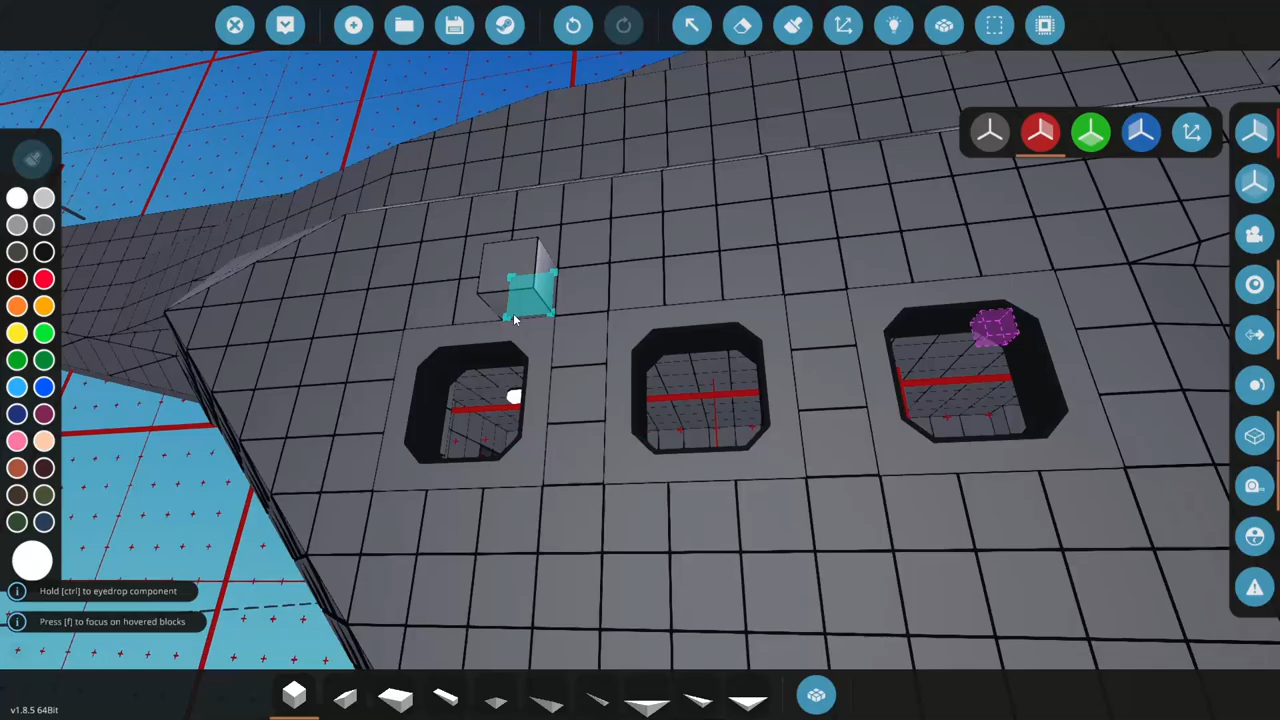 Hold [ctrl] to eyedrop component
Press [f] to focus on hovered blocks
v1.8.5 64Bit